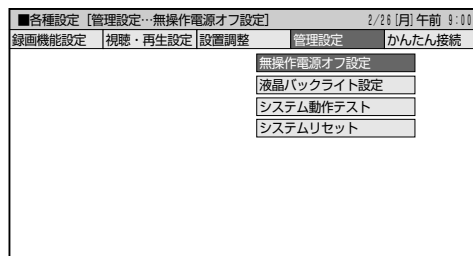 ■各種設定［管理設定…無操作電源オフ設定］ 2/26[月]午前 9:00
録画機能設定 視聴・再生設定 設置調整 管理設定 かんたん接続
無操作電源オフ設定
液晶バックライト設定
システム動作テスト
システムリセット